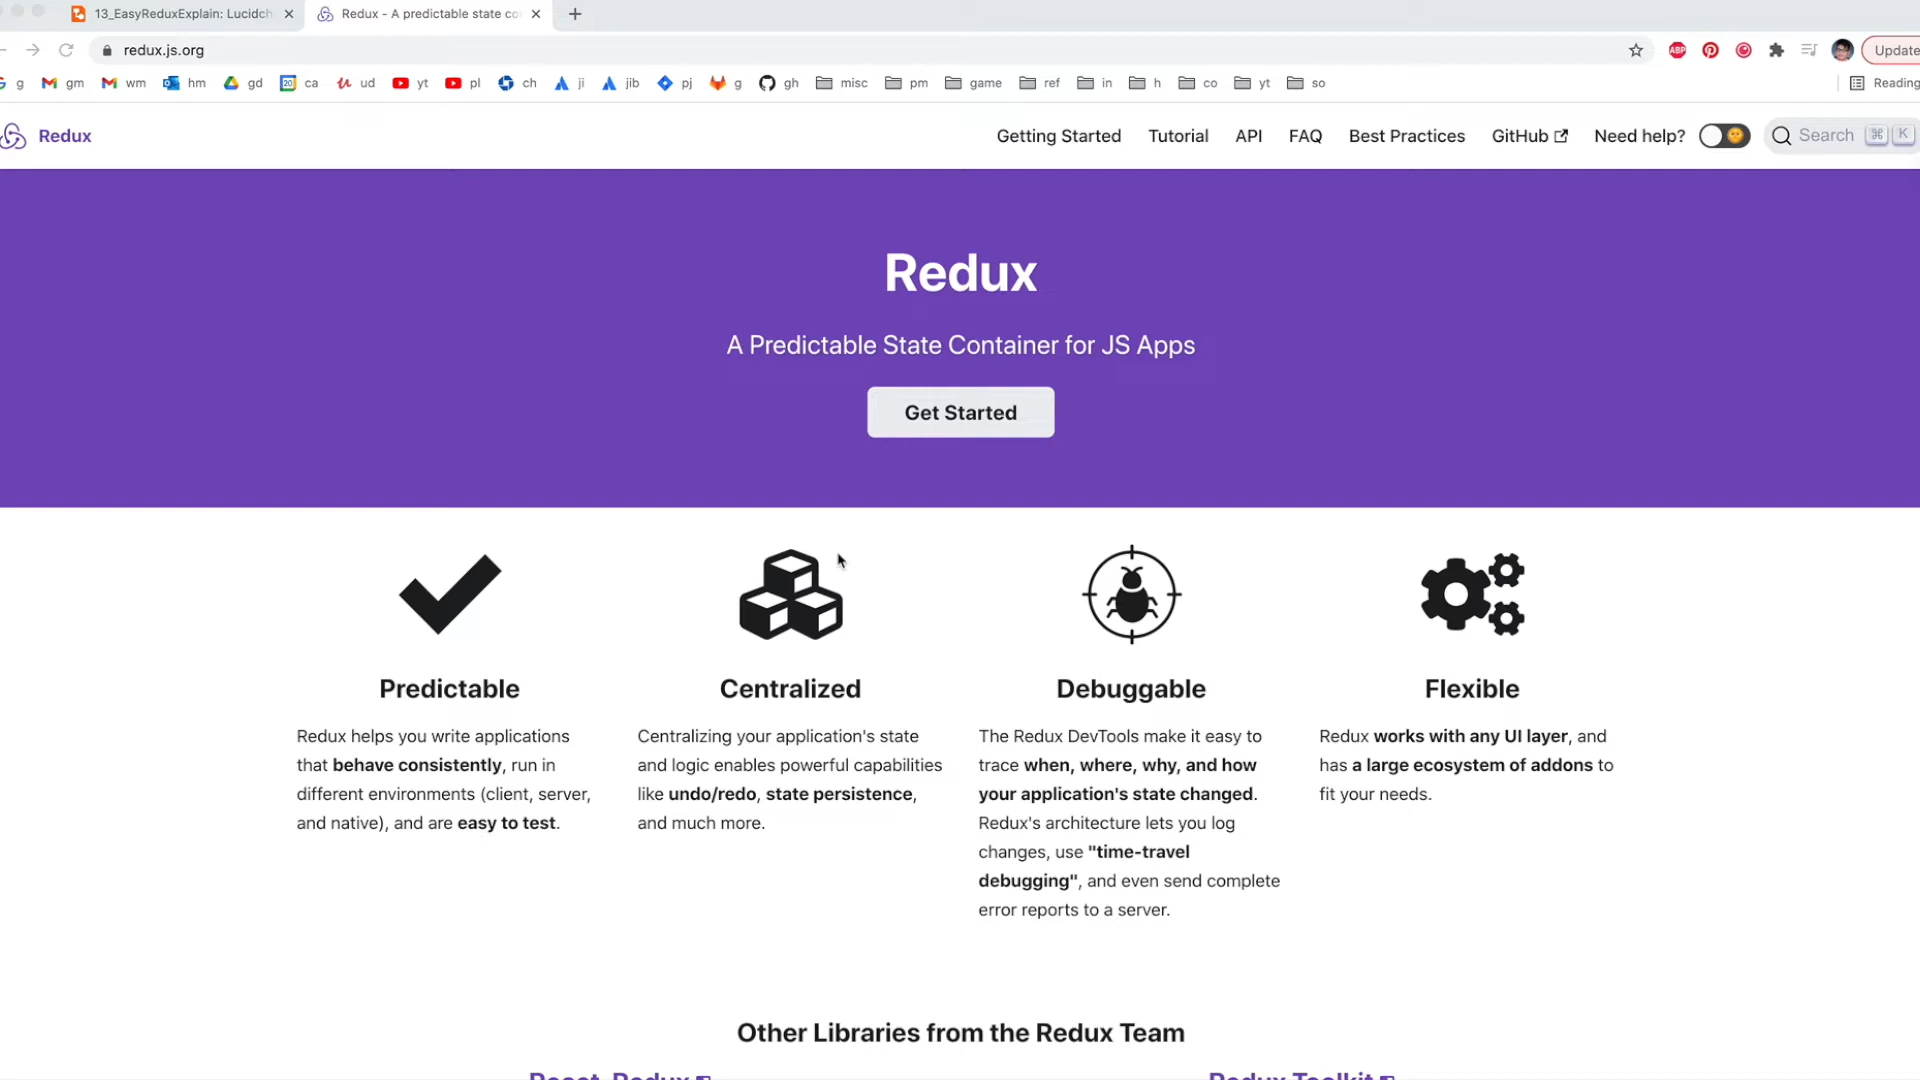 13_EasyReduxExplain: Lucidch
Redux - A predictable state co
redux.js.org
ABP
Update
g gm wm hm gd 20 ca ud yt pl ch ji jib pj g gh misc pm game ref in h co yt so Reading
Redux Getting Started Tutorial API FAQ Best Practices GitHub Need help? Search ⌘ K
Redux
A Predictable State Container for JS Apps
Get Started
Predictable
Redux helps you write applications
that behave consistently, run in
different environments (client, server,
and native), and are easy to test.
Centralized
Centralizing your application's state
and logic enables powerful capabilities
like undo/redo, state persistence,
and much more.
Debuggable
The Redux DevTools make it easy to
trace when, where, why, and how
your application's state changed.
Redux's architecture lets you log
changes, use "time-travel
debugging", and even send complete
error reports to a server.
Flexible
Redux works with any UI layer, and
has a large ecosystem of addons to
fit your needs.
Other Libraries from the Redux Team
React-Redux
Redux Toolkit